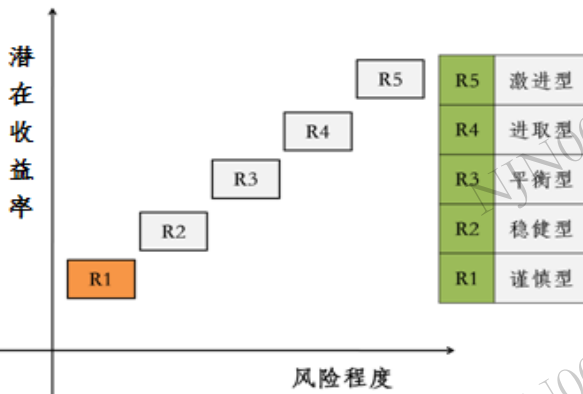 潜在收益率
R5
R4
R3
R2
R1
风险程度
R5 激进型
R4 进取型
R3 平衡型
R2 稳健型
R1 谨慎型